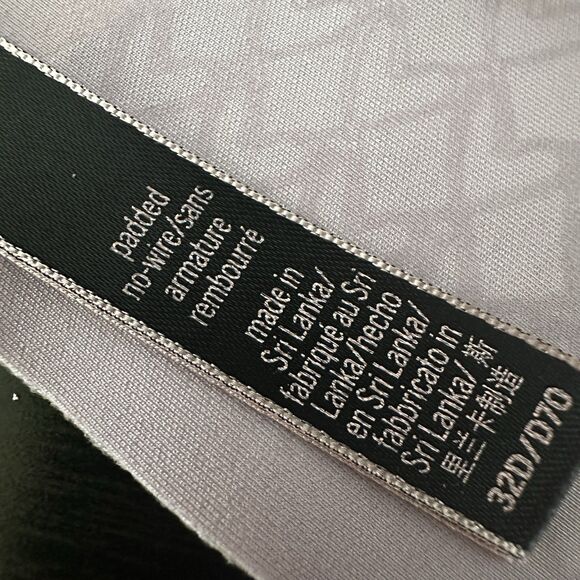 padded
no-wire/sans
armature
rembourré
made in
Sri Lanka/
fabriqué au Sri
Lanka/hecho
en Sri Lanka/
fabbricato in
Sri Lanka/ 斯
里兰卡制造
32D/D70